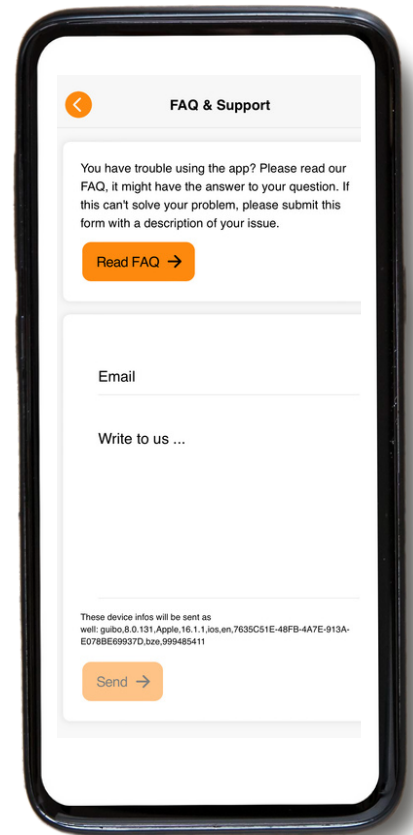 FAQ & Support
You have trouble using the app? Please read our
FAQ, it might have the answer to your question. If
this can't solve your problem, please submit this
form with a description of your issue.
Read FAQ →
Email
Write to us ...
These device infos will be sent as
well: guibo,8.0.131,Apple,16.1.1,ios,en,7635C51E-48FB-4A7E-913A-
E078BE69937D,bze,999485411
Send →